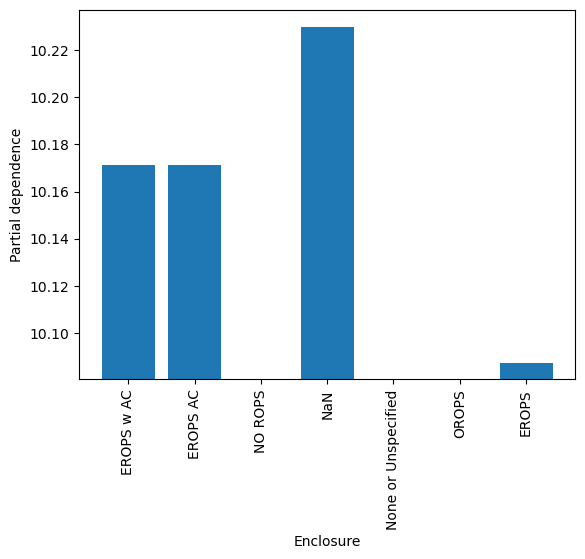 10.22
10.20
10.18
10.16
10.14
10.12
10.10
Partial dependence
EROPS w AC
EROPS AC
NO ROPS
NaN
None or Unspecified
OROPS
EROPS
Enclosure